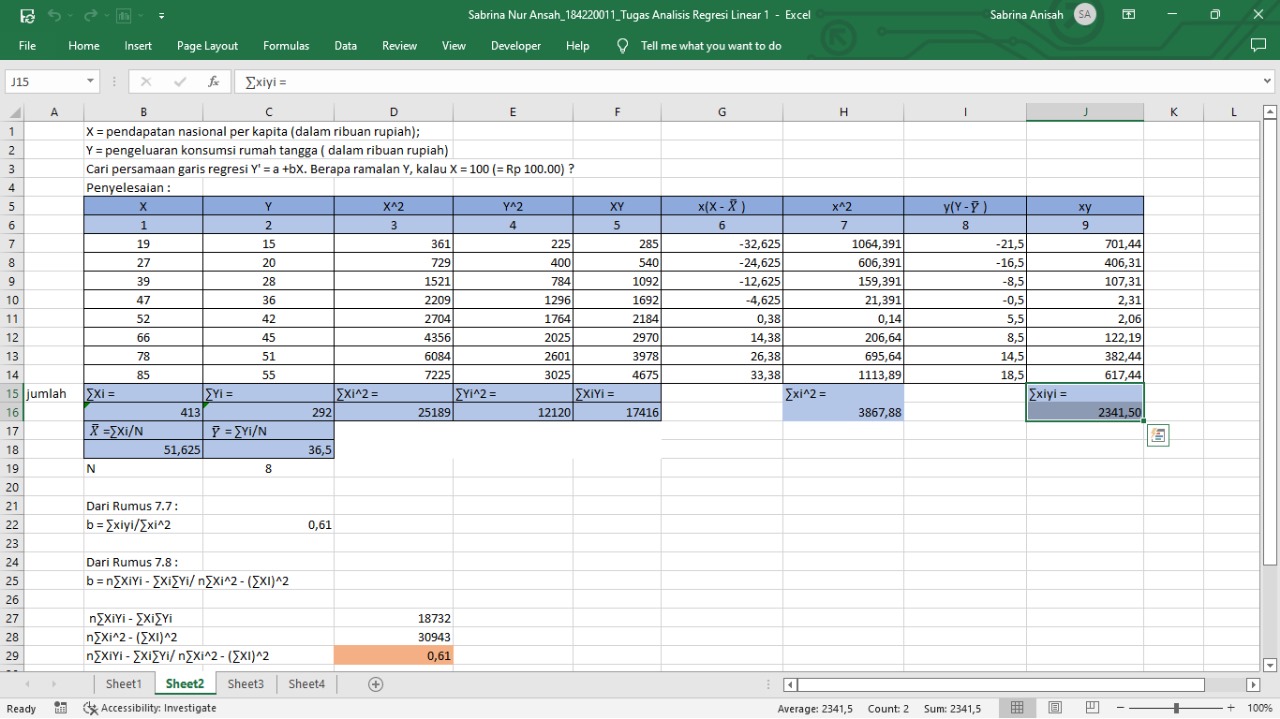 Sabrina Nur Ansah_184220011_Tugas Analisis Regresi Linear 1 - Excel
Sabrina Anisah SA
File Home Insert Page Layout Formulas Data Review View Developer Help Tell me what you want to do
J15 fx ∑xiyi =
A B C D E F G H I J K L
1 X = pendapatan nasional per kapita (dalam ribuan rupiah);
2 Y = pengeluaran konsumsi rumah tangga ( dalam ribuan rupiah)
3 Cari persamaan garis regresi Y' = a +bX. Berapa ramalan Y, kalau X = 100 (= Rp 100.00) ?
4 Penyelesaian :
5 X Y X^2 Y^2 XY x(X - X̅ ) x^2 y(Y - Y̅ ) xy
6 1 2 3 4 5 6 7 8 9
7 19 15 361 225 285 -32,625 1064,391 -21,5 701,44
8 27 20 729 400 540 -24,625 606,391 -16,5 406,31
9 39 28 1521 784 1092 -12,625 159,391 -8,5 107,31
10 47 36 2209 1296 1692 -4,625 21,391 -0,5 2,31
11 52 42 2704 1764 2184 0,38 0,14 5,5 2,06
12 66 45 4356 2025 2970 14,38 206,64 8,5 122,19
13 78 51 6084 2601 3978 26,38 695,64 14,5 382,44
14 85 55 7225 3025 4675 33,38 1113,89 18,5 617,44
15 jumlah ∑Xi = ∑Yi = ∑Xi^2 = ∑Yi^2 = ∑XiYi = ∑xi^2 = ∑xiyi =
16 413 292 25189 12120 17416 3867,88 2341,50
17 X̅ =∑Xi/N Y̅ = ∑Yi/N
18 51,625 36,5
19 N 8
20
21 Dari Rumus 7.7 :
22 b = ∑xiyi/∑xi^2 0,61
23
24 Dari Rumus 7.8 :
25 b = n∑XiYi - ∑Xi∑Yi/ n∑Xi^2 - (∑XI)^2
26
27 n∑XiYi - ∑Xi∑Yi 18732
28 n∑Xi^2 - (∑XI)^2 30943
29 n∑XiYi - ∑Xi∑Yi/ n∑Xi^2 - (∑XI)^2 0,61
Sheet1 Sheet2 Sheet3 Sheet4
Ready Accessibility: Investigate Average: 2341,5 Count: 2 Sum: 2341,5 100%